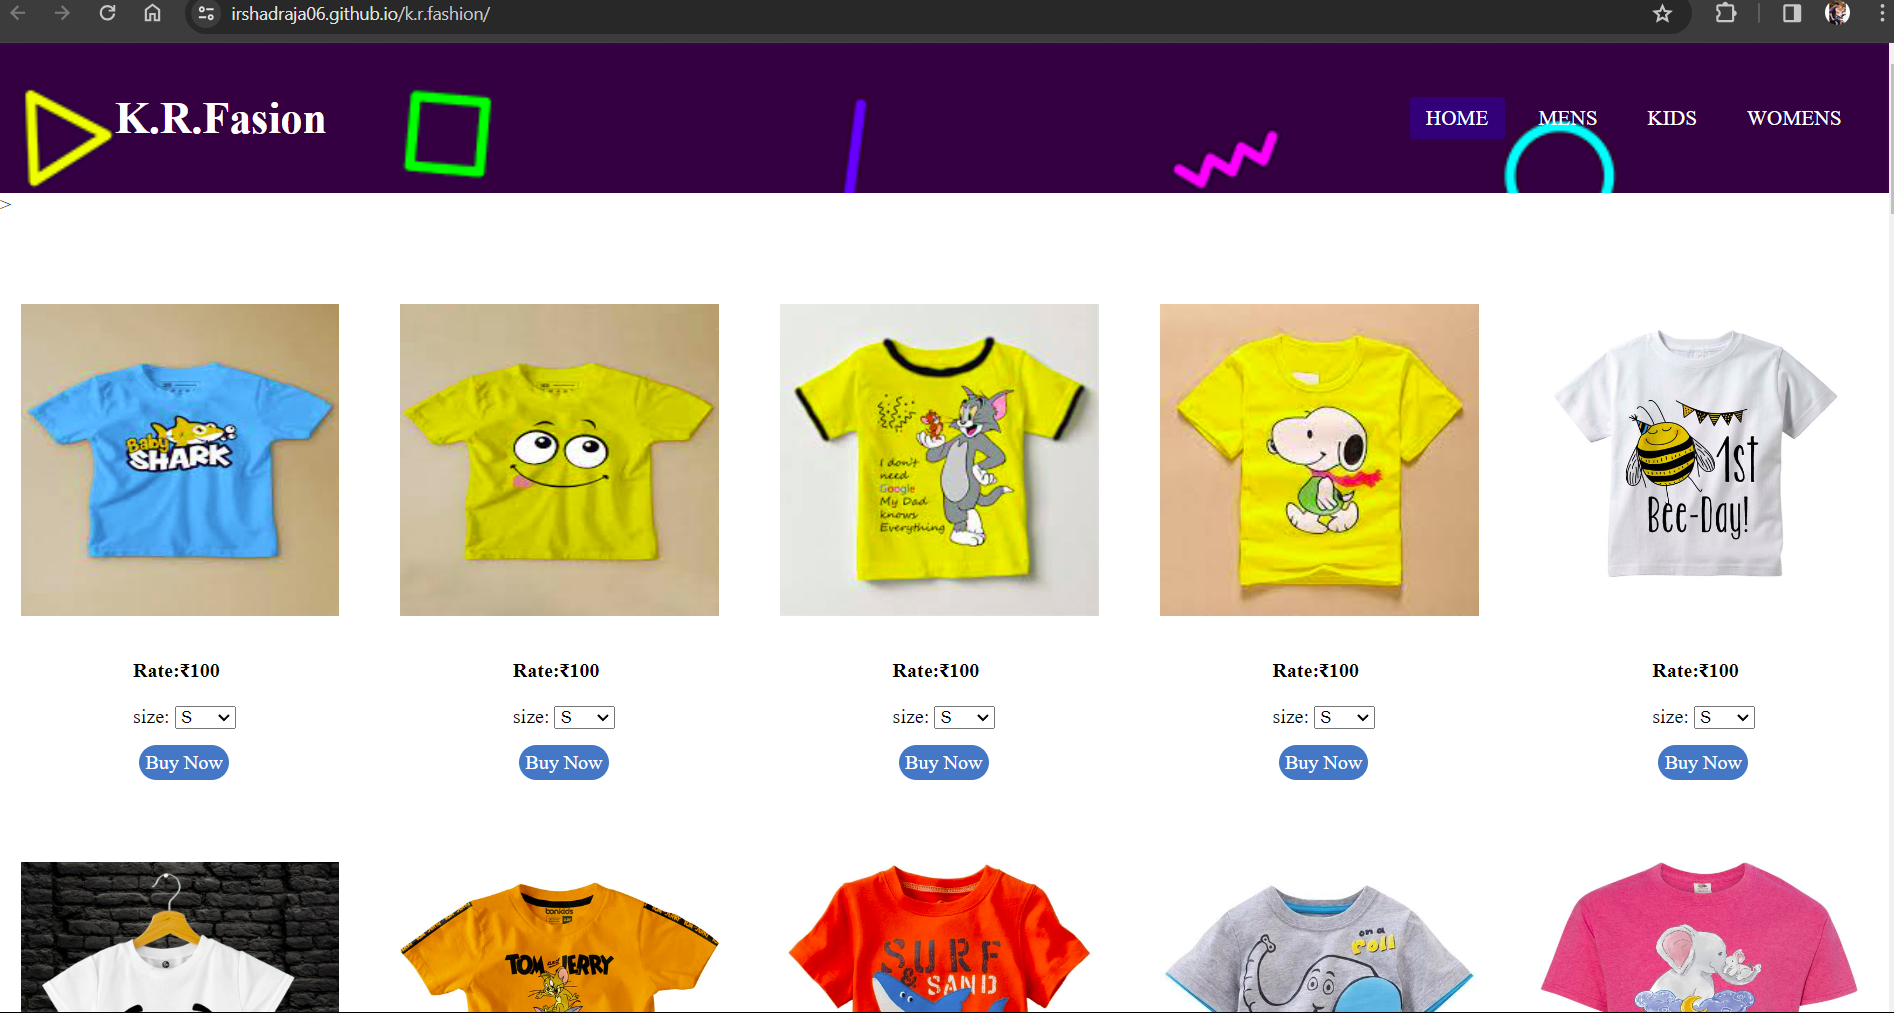 irshadraja06.github.io/k.r.fashion/
K.R.Fasion
HOME MENS KIDS WOMENS
>
Baby
SHARK
I don't
need
Google
My Dad
knows
Everything
1st
Bee-Day!
Rate:₹100 Rate:₹100 Rate:₹100 Rate:₹100 Rate:₹100
size: S size: S size: S size: S size: S
Buy Now Buy Now Buy Now Buy Now Buy Now
bonkids
TOM and JERRY
SURF
& SAND
on a
roll